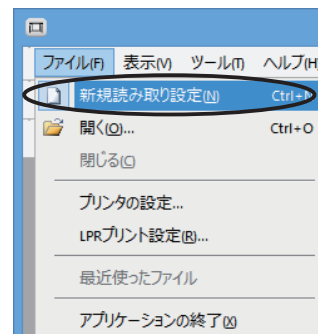 ファイル(F) 表示(V) ツール(T) ヘルプ(H
新規読み取り設定(N) Ctrl+N
開く(O)... Ctrl+O
閉じる(C)
プリンタの設定...
LPRプリント設定(R)...
最近使ったファイル
アプリケーションの終了(X)